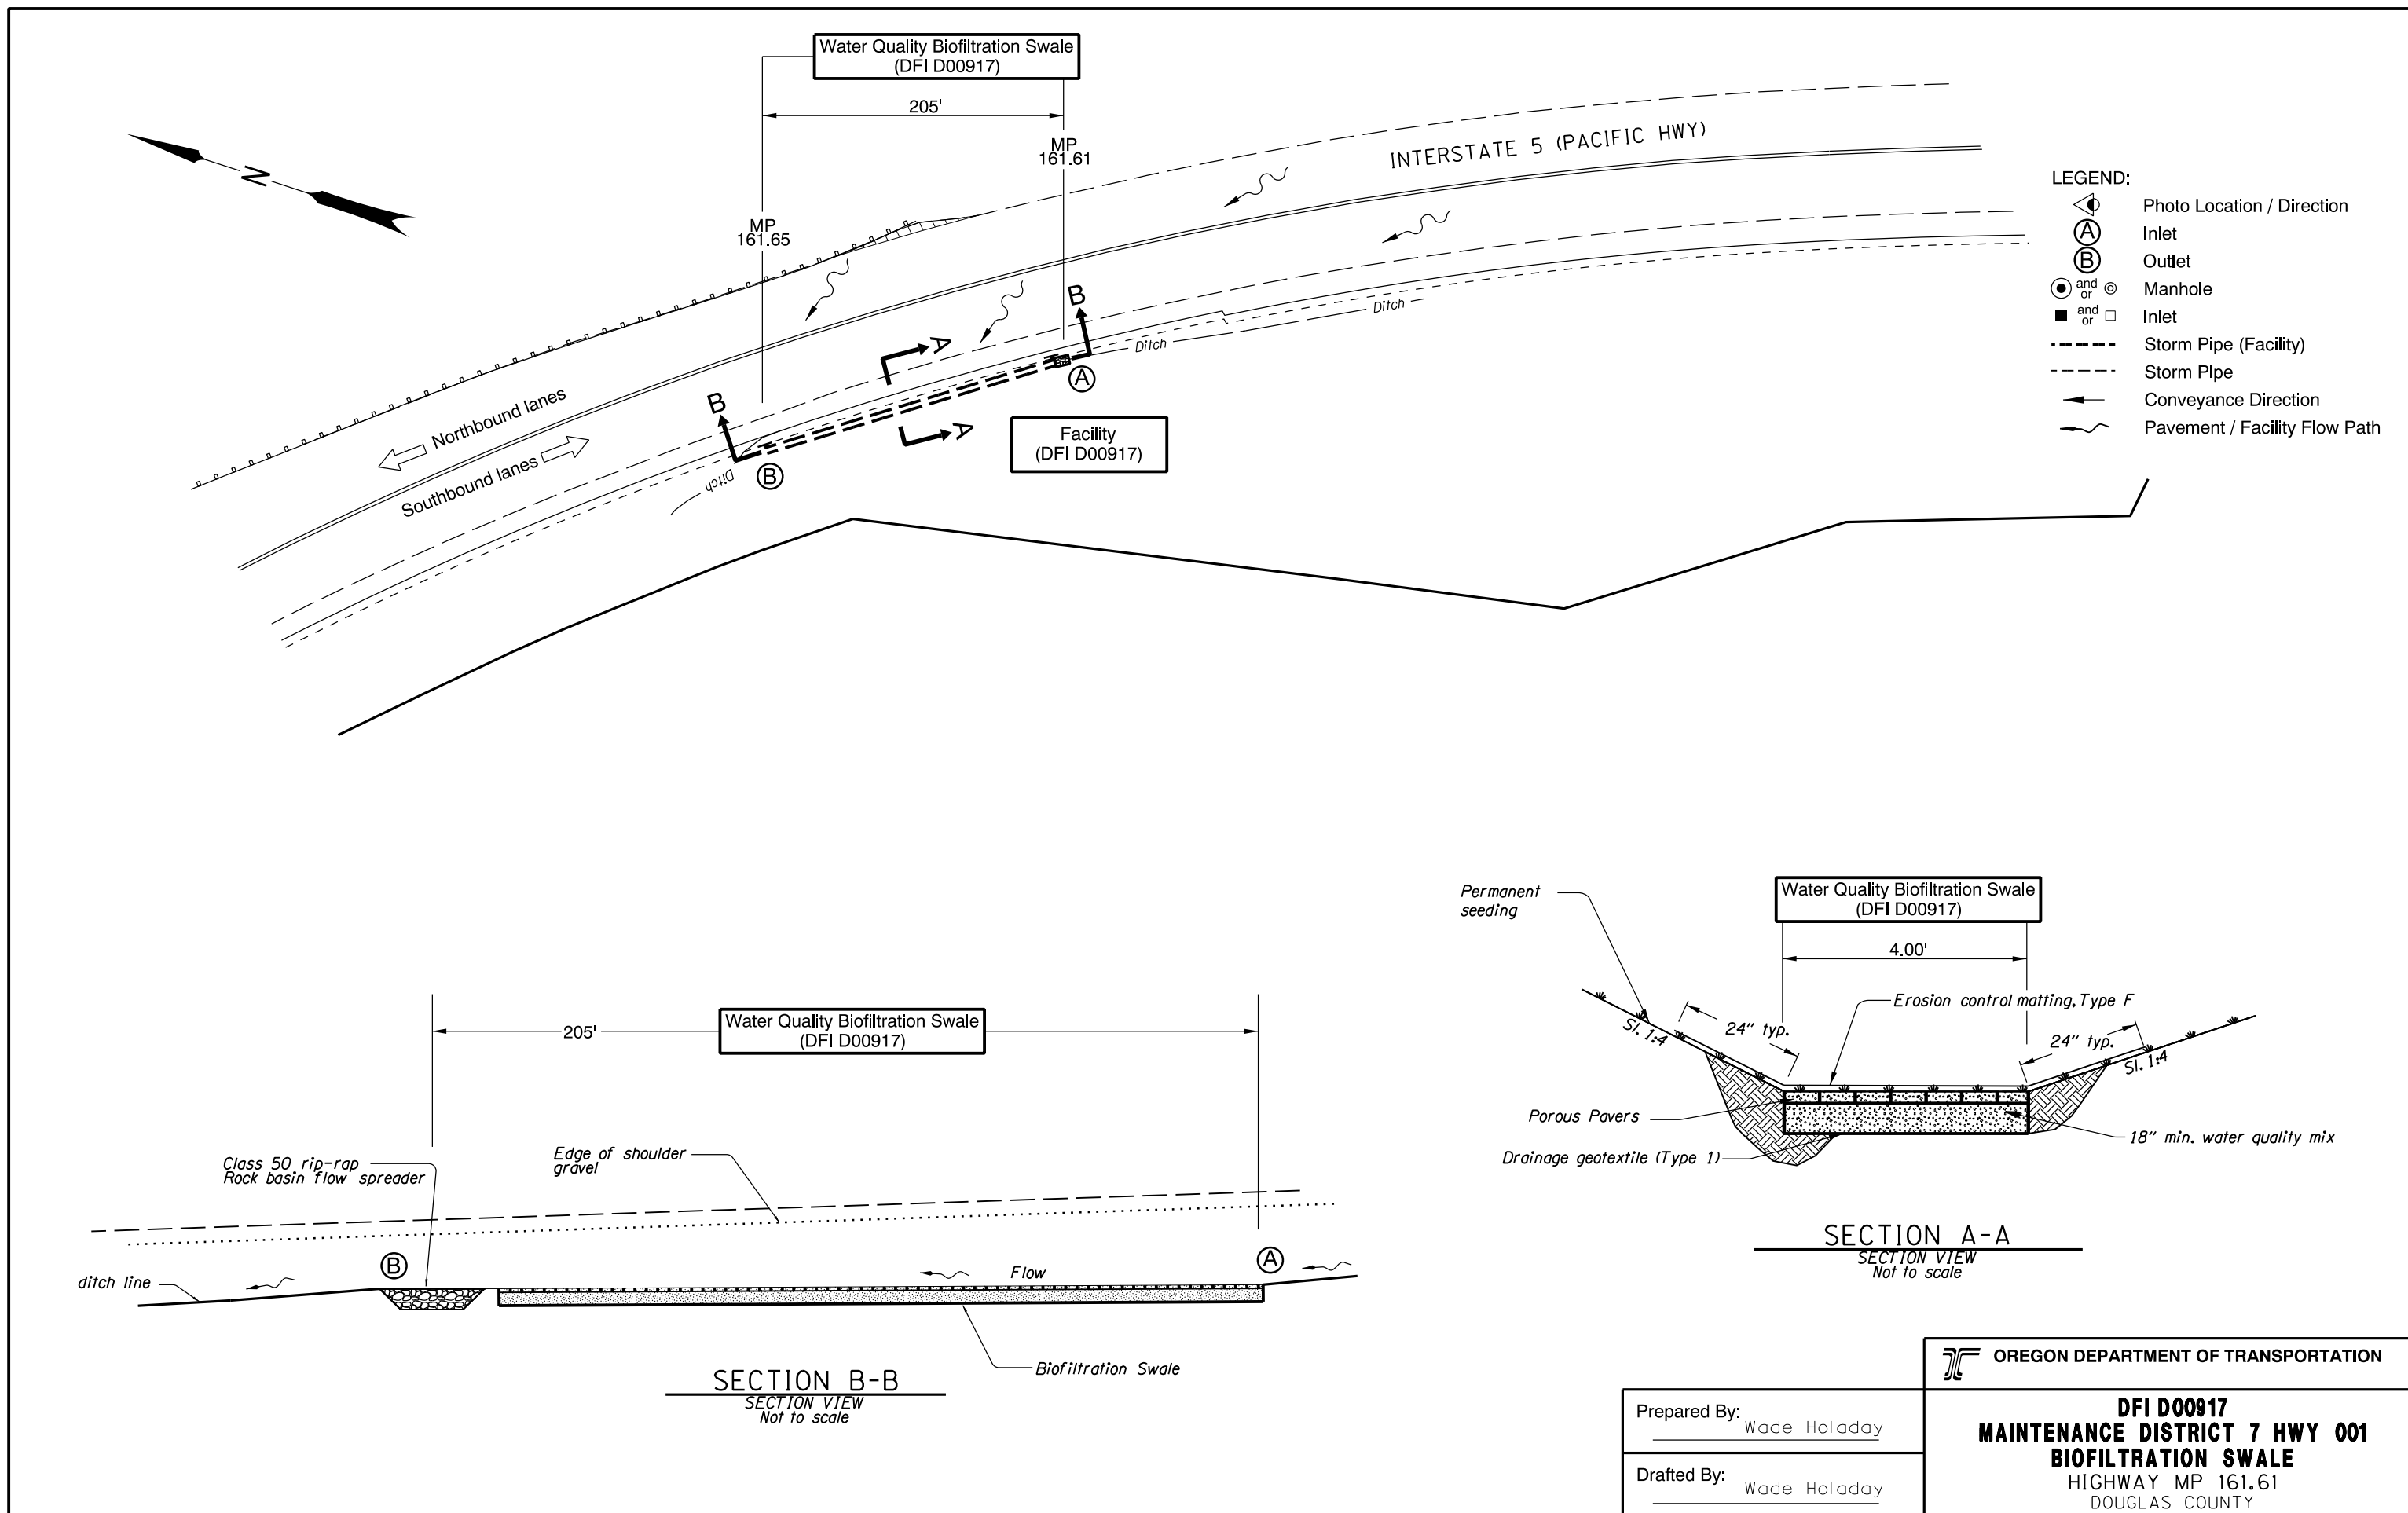 Water Quality Biofiltration Swale
(DFI D00917)
205'
MP
161.61
MP
161.65
INTERSTATE 5 (PACIFIC HWY)
N
LEGEND:
Photo Location / Direction
A Inlet
B Outlet
and
or
Manhole
and
or
Inlet
Storm Pipe (Facility)
Storm Pipe
Conveyance Direction
Pavement / Facility Flow Path
Ditch
Ditch
B
A
A
B
A
B
Ditch
Northbound lanes
Southbound lanes
Facility
(DFI D00917)
Permanent
seeding
Water Quality Biofiltration Swale
(DFI D00917)
4.00'
Erosion control matting, Type F
24" typ.
24" typ.
Sl. 1:4
Sl. 1:4
Porous Pavers
18" min. water quality mix
Drainage geotextile (Type 1)
SECTION A-A
SECTION VIEW
Not to scale
205'
Water Quality Biofiltration Swale
(DFI D00917)
Class 50 rip-rap
Rock basin flow spreader
Edge of shoulder
gravel
B
A
ditch line
Flow
Biofiltration Swale
SECTION B-B
SECTION VIEW
Not to scale
OREGON DEPARTMENT OF TRANSPORTATION
Prepared By: Wade Holaday
Drafted By: Wade Holaday
DFI D00917
MAINTENANCE DISTRICT 7 HWY 001
BIOFILTRATION SWALE
HIGHWAY MP 161.61
DOUGLAS COUNTY